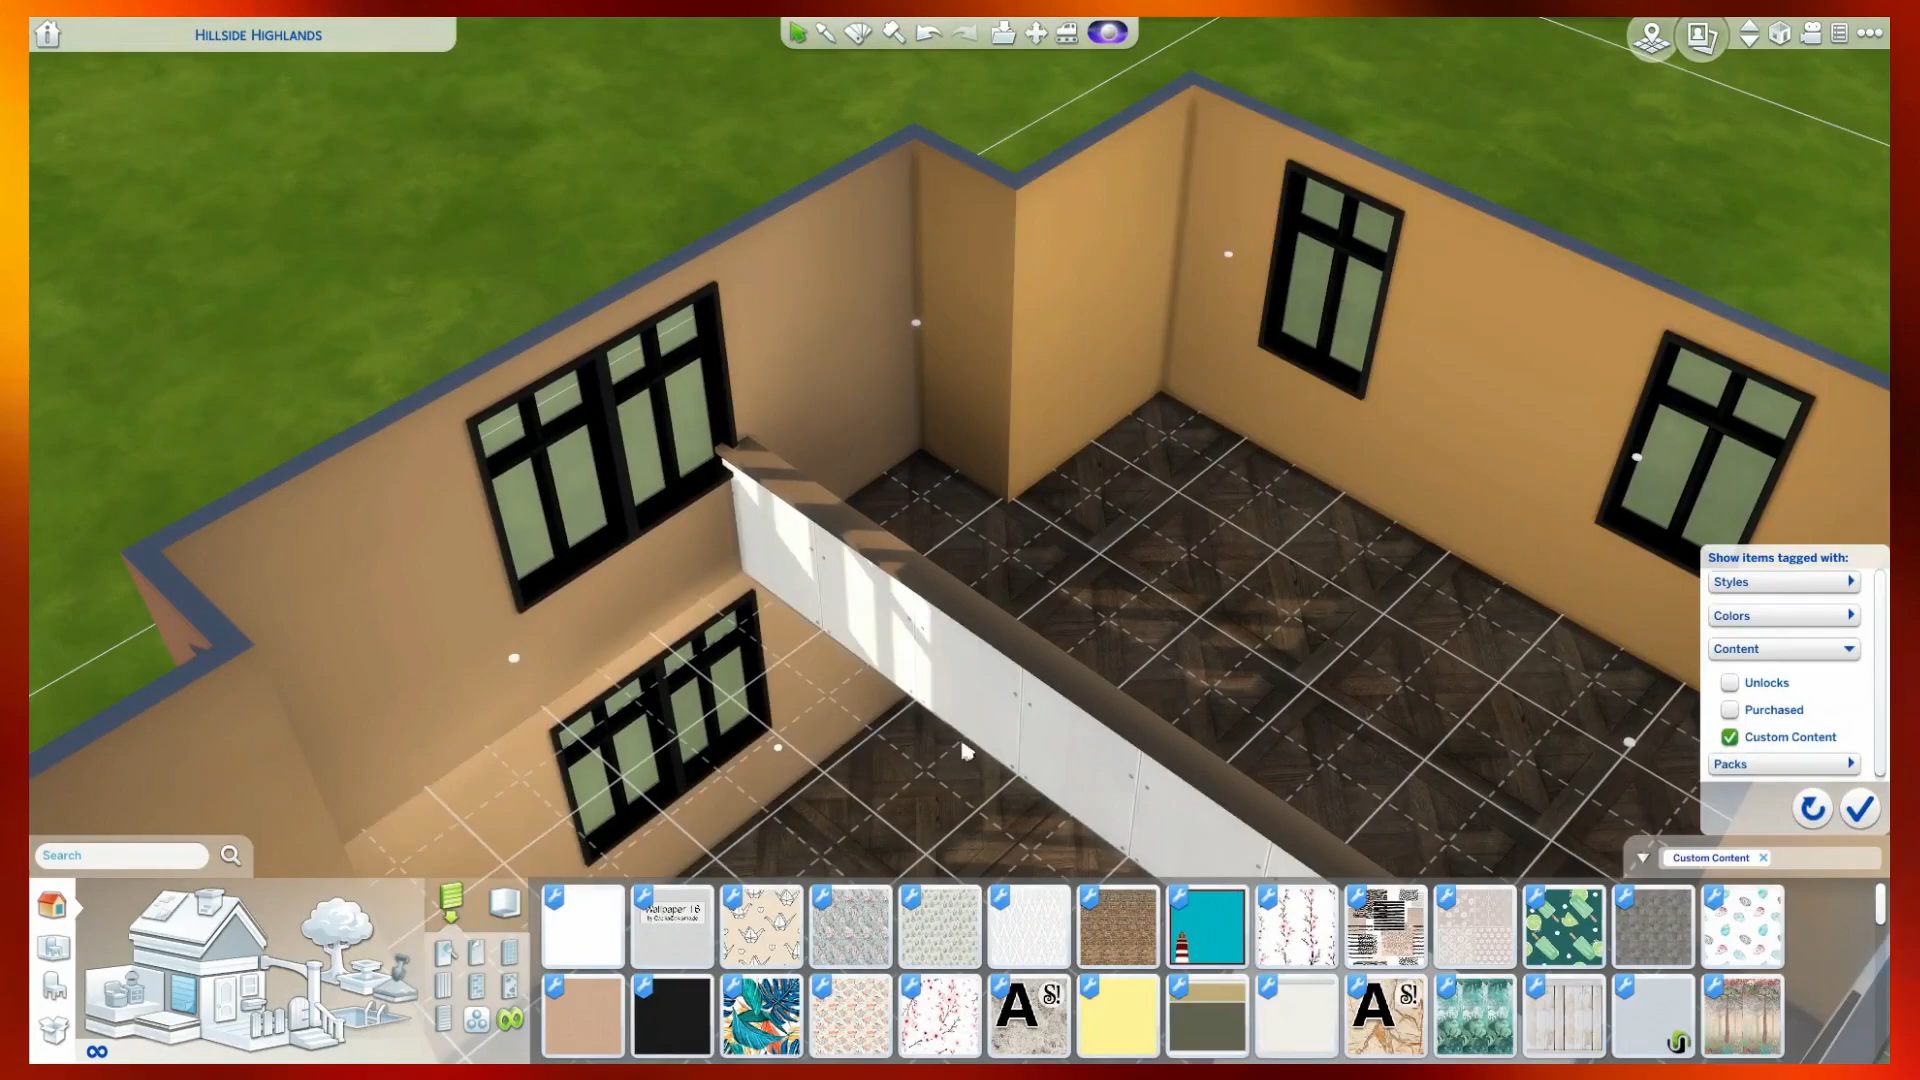 HILLSIDE HIGHLANDS
Show items tagged with:
Styles
Colors
Content
Unlocks
Purchased
Custom Content
Packs
Search
Custom Content
Wallpaper 16
A S!
A S!